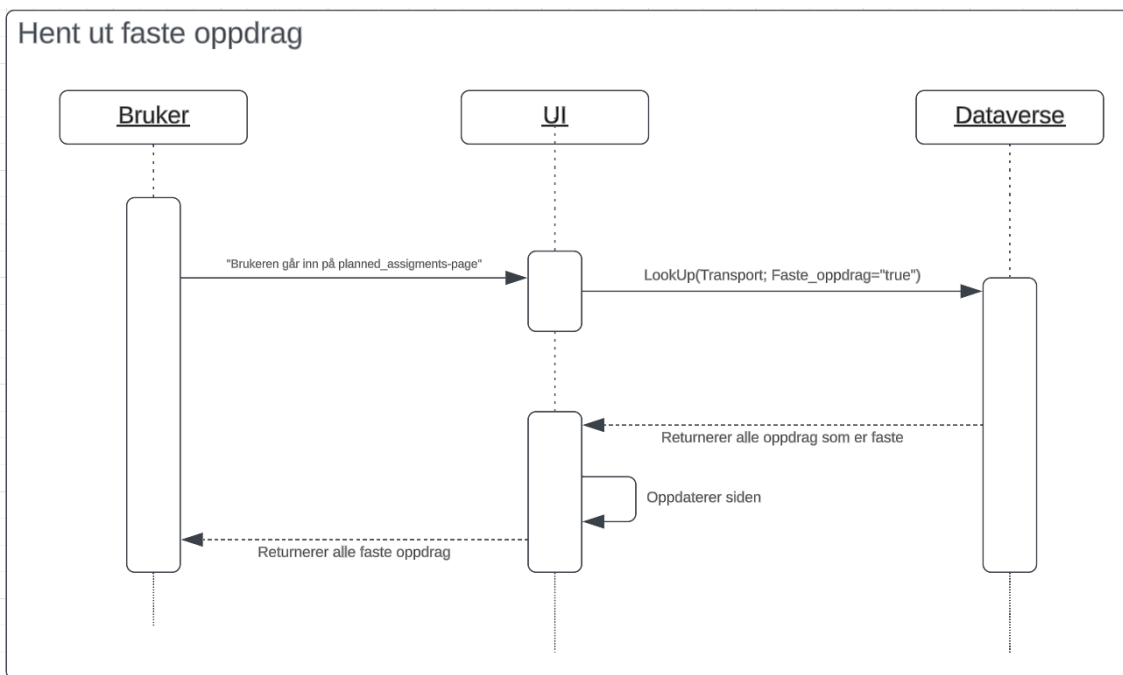 Hent ut faste oppdrag
Bruker
UI
Dataverse
"Brukeren går inn på planned_assigments-page"
LookUp(Transport; Faste_oppdrag="true")
Returnerer alle oppdrag som er faste
Oppdaterer siden
Returnerer alle faste oppdrag